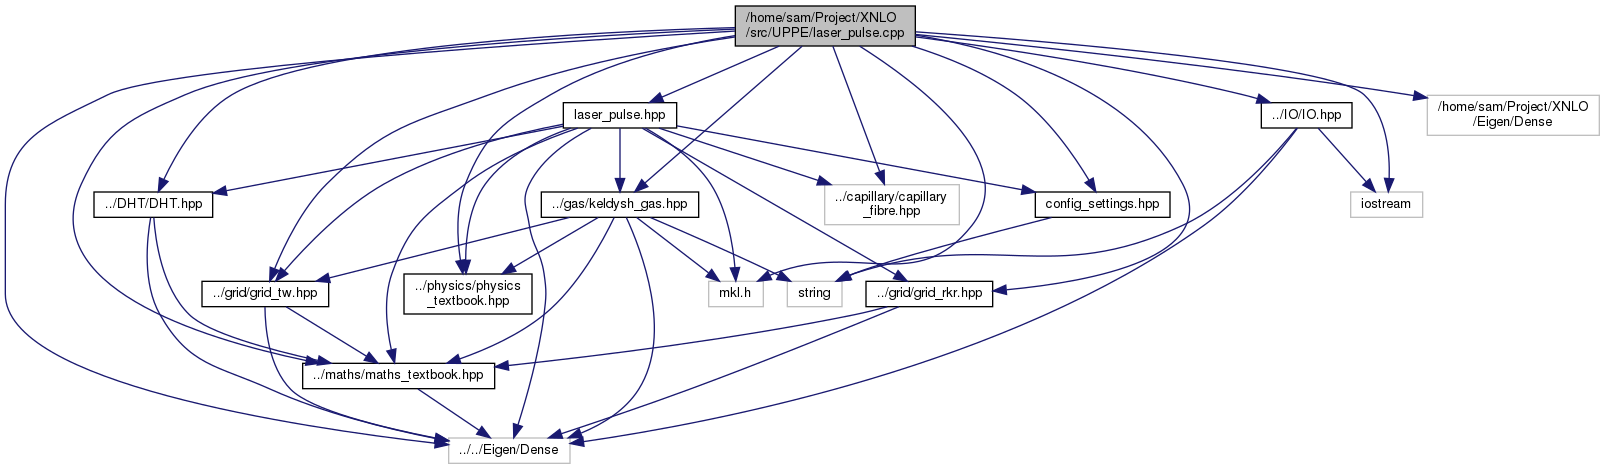 /home/sam/Project/XNLO
/src/UPPE/laser_pulse.cpp
/home/sam/Project/XNLO
/Eigen/Dense
laser_pulse.hpp
../IO/IO.hpp
../DHT/DHT.hpp
../gas/keldysh_gas.hpp
../capillary/capillary
_fibre.hpp
config_settings.hpp
iostream
../grid/grid_tw.hpp
../physics/physics
_textbook.hpp
mkl.h
string
../grid/grid_rkr.hpp
../maths/maths_textbook.hpp
../../Eigen/Dense